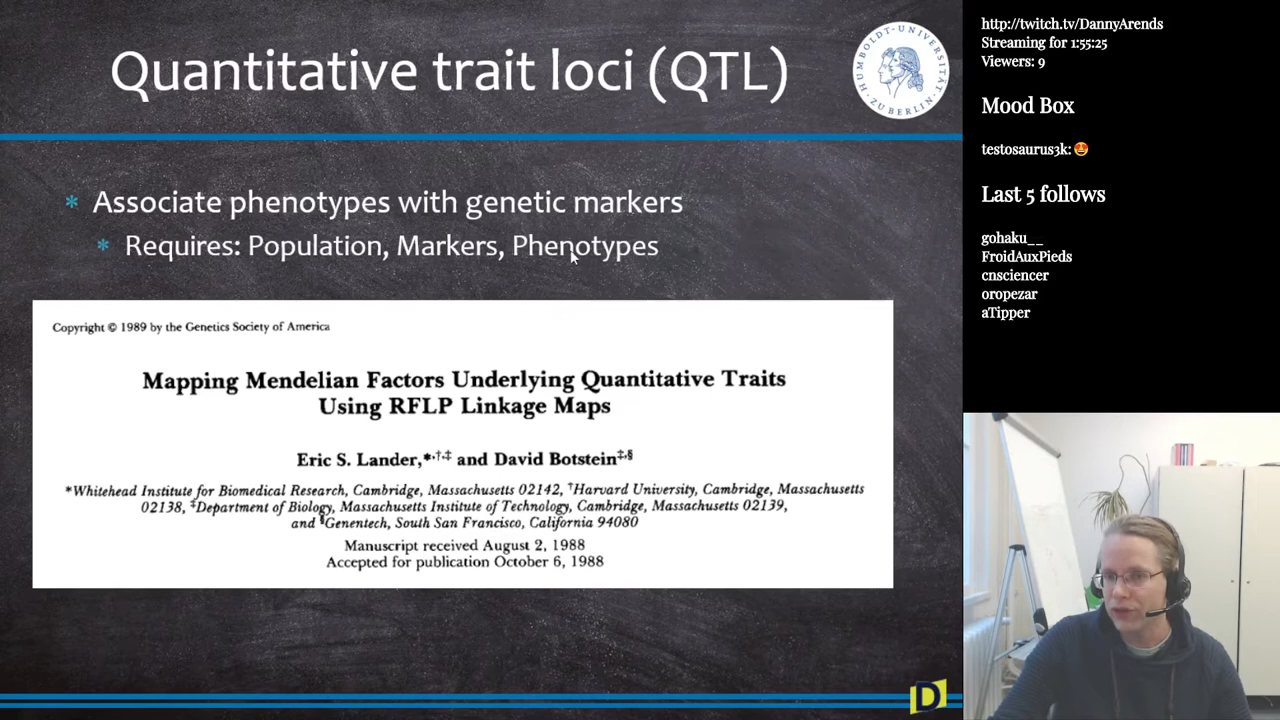 Quantitative trait loci (QTL)
HUMBOLDT-UNIVERSITÄT
ZU BERLIN
* Associate phenotypes with genetic markers
* Requires: Population, Markers, Phenotypes
Copyright © 1989 by the Genetics Society of America
Mapping Mendelian Factors Underlying Quantitative Traits
Using RFLP Linkage Maps
Eric S. Lander,*,†,‡ and David Botstein‡,§
*Whitehead Institute for Biomedical Research, Cambridge, Massachusetts 02142, †Harvard University, Cambridge, Massachusetts
02138, ‡Department of Biology, Massachusetts Institute of Technology, Cambridge, Massachusetts 02139,
and §Genentech, South San Francisco, California 94080
Manuscript received August 2, 1988
Accepted for publication October 6, 1988
D
http://twitch.tv/DannyArends
Streaming for 1:55:25
Viewers: 9
Mood Box
testosaurus3k:😍
Last 5 follows
gohaku__
FroidAuxPieds
cnsciencer
oropezar
aTipper